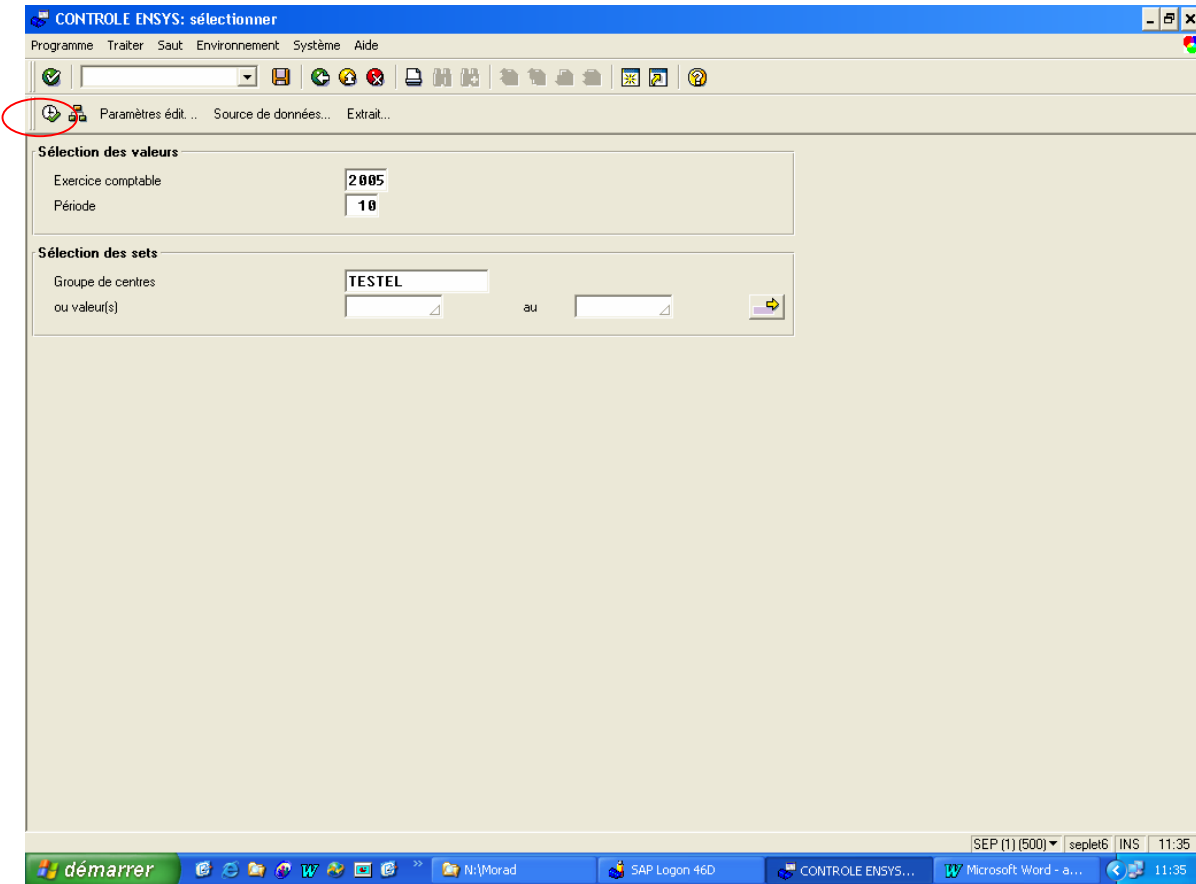 CONTROLE ENSYS: sélectionner
Programme Traiter Saut Environnement Système Aide
Paramètres édit. .. Source de données... Extrait...
Sélection des valeurs
Exercice comptable 2005
Période 10
Sélection des sets
Groupe de centres TESTEL
ou valeur(s) au
SEP (1) (500) seplet6 INS 11:35
démarrer » N:\Morad SAP Logon 46D CONTROLE ENSYS... Microsoft Word - a... 11:35